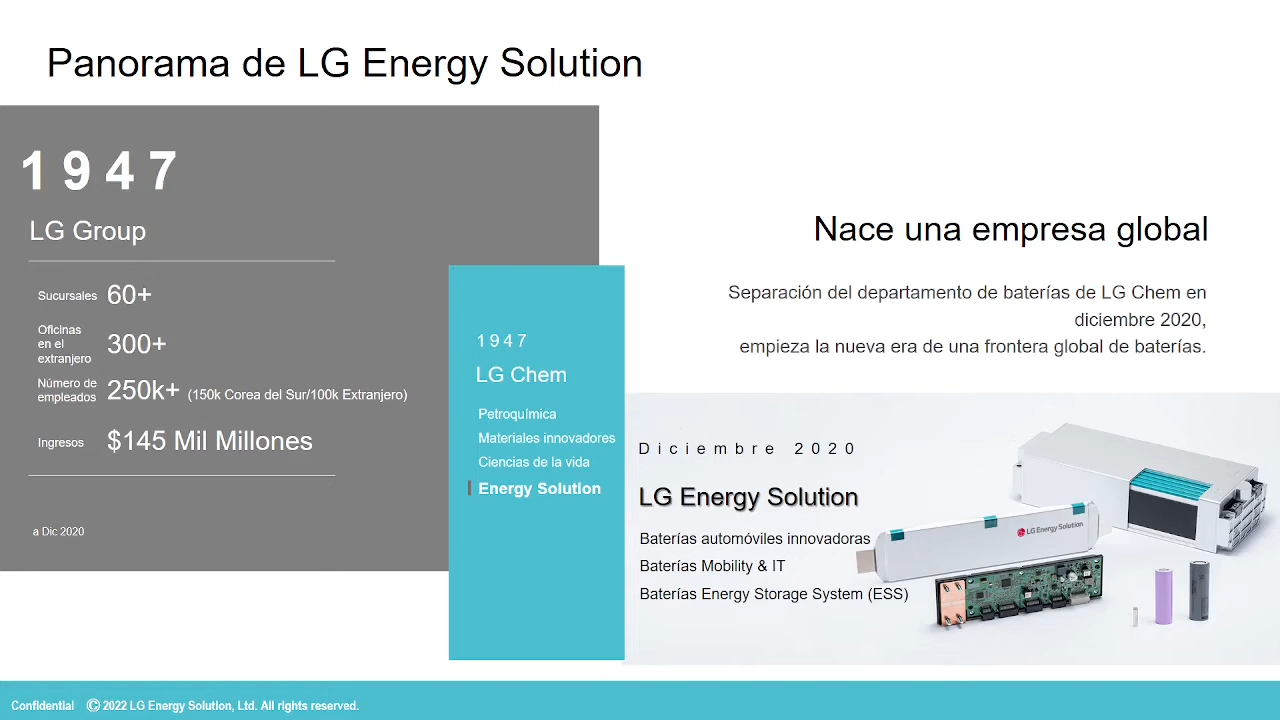 Panorama de LG Energy Solution
1947
LG Group
Sucursales 60+
Oficinas
en el
extranjero
300+
Número de
empleados
250k+ (150k Corea del Sur/100k Extranjero)
Ingresos $145 Mil Millones
a Dic 2020
1947
LG Chem
Petroquímica
Materiales innovadores
Ciencias de la vida
Energy Solution
Nace una empresa global
Separación del departamento de baterías de LG Chem en
diciembre 2020,
empieza la nueva era de una frontera global de baterías.
Diciembre 2020
LG Energy Solution
Baterías automóviles innovadoras
Baterías Mobility & IT
Baterías Energy Storage System (ESS)
LG Energy Solution
Confidential © 2022 LG Energy Solution, Ltd. All rights reserved.